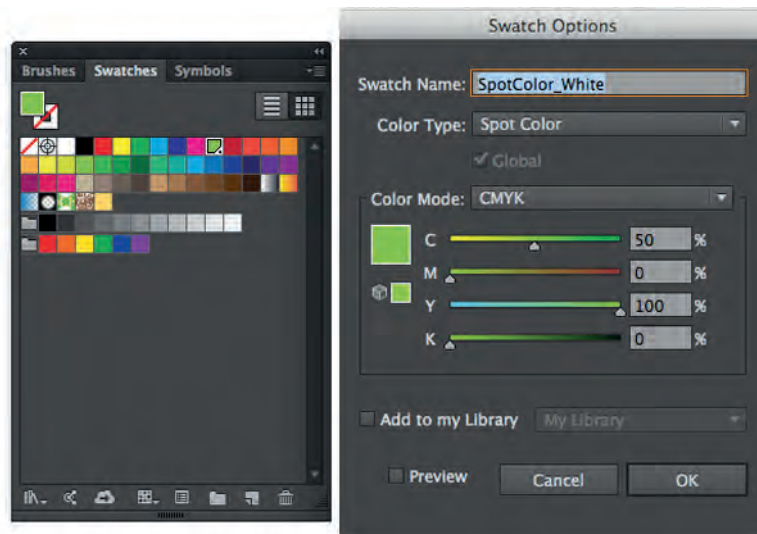 Brushes Swatches Symbols
Swatch Options
Swatch Name: SpotColor_White
Color Type: Spot Color
Global
Color Mode: CMYK
C 50 %
M 0 %
Y 100 %
K 0 %
Add to my Library My Library
Preview Cancel OK